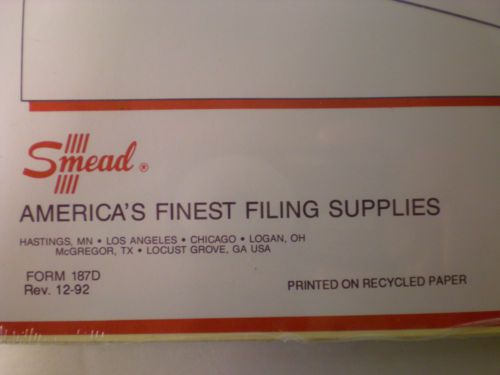 Smead®
AMERICA'S FINEST FILING SUPPLIES
HASTINGS, MN • LOS ANGELES • CHICAGO • LOGAN, OH
McGREGOR, TX • LOCUST GROVE, GA USA
FORM 187D
Rev. 12-92
PRINTED ON RECYCLED PAPER